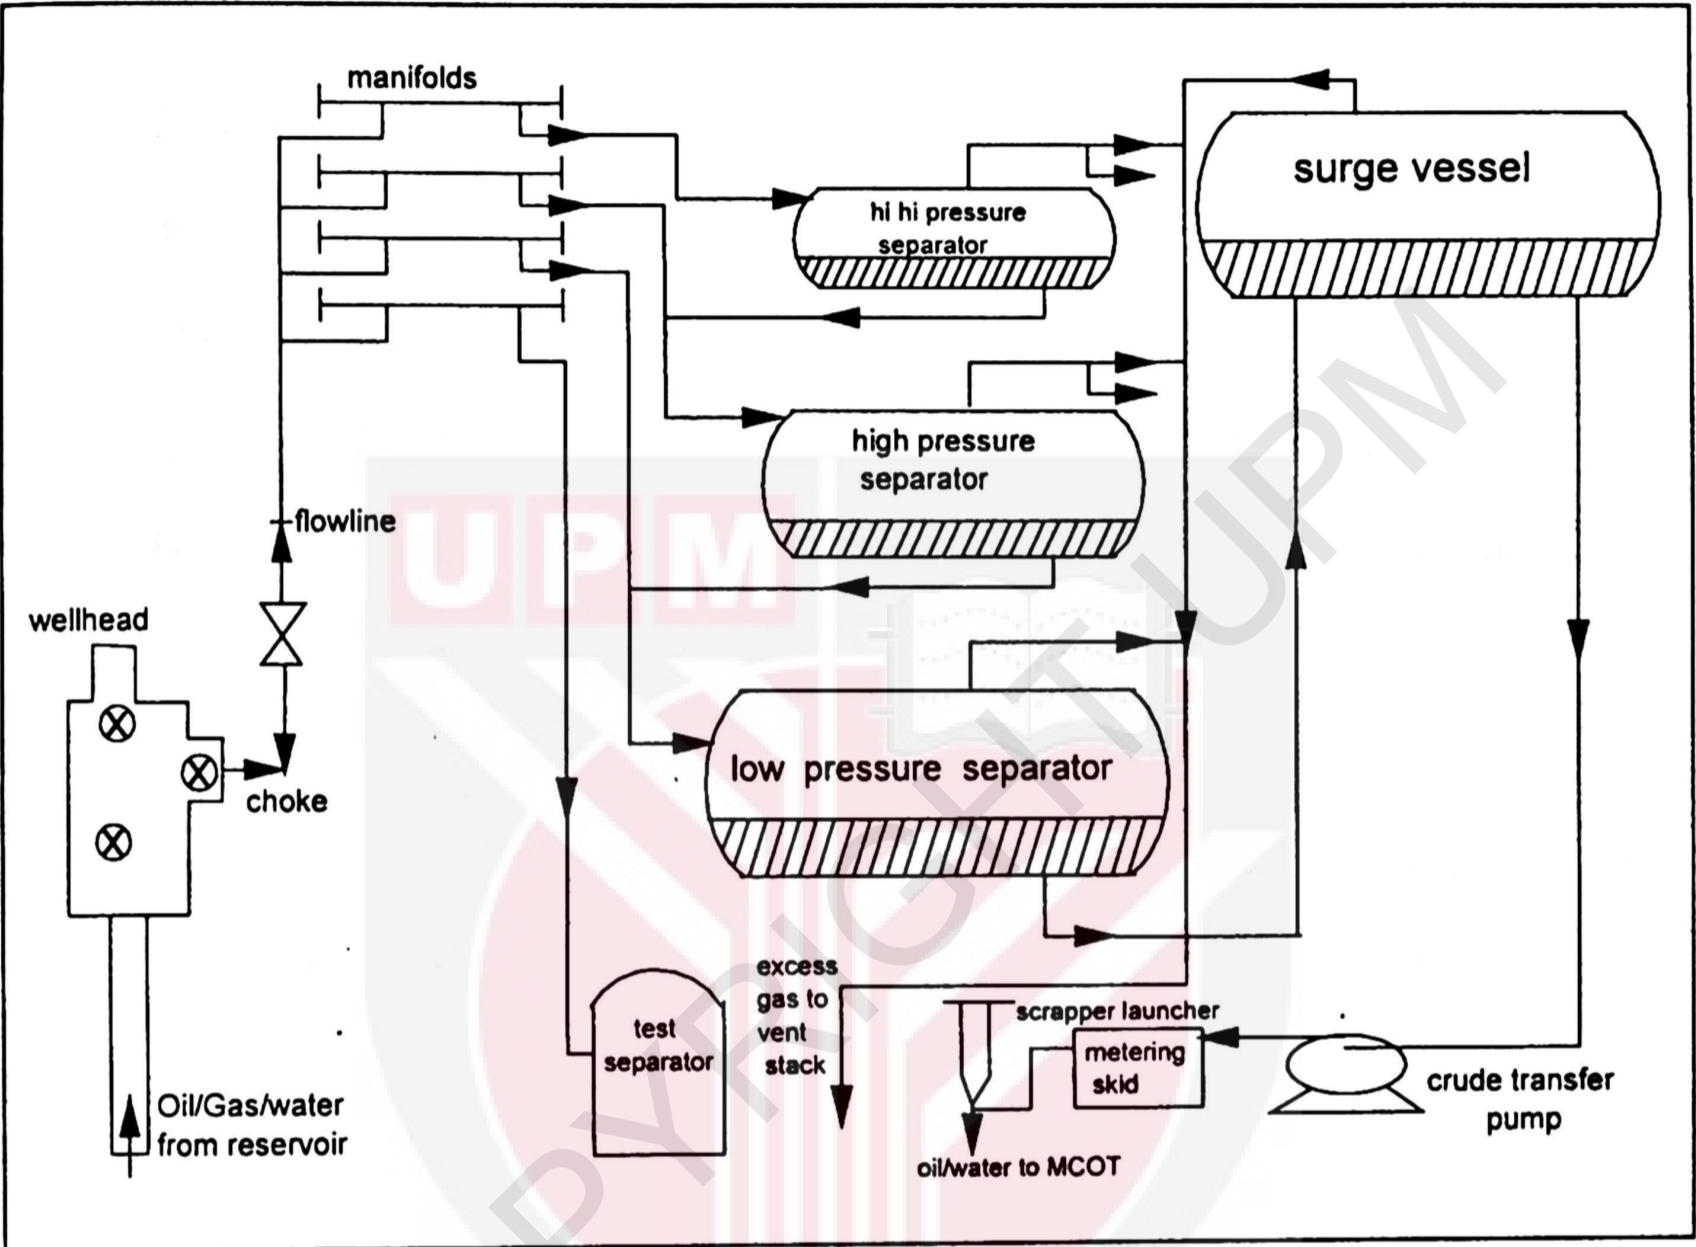 manifolds
surge vessel
hi hi pressure
separator
high pressure
separator
flowline
wellhead
choke
low pressure separator
excess
gas to
vent
stack
test
separator
scrapper launcher
metering
skid
crude transfer
pump
Oil/Gas/water
from reservoir
oil/water to MCOT
UPM
PYRIGHT UPM